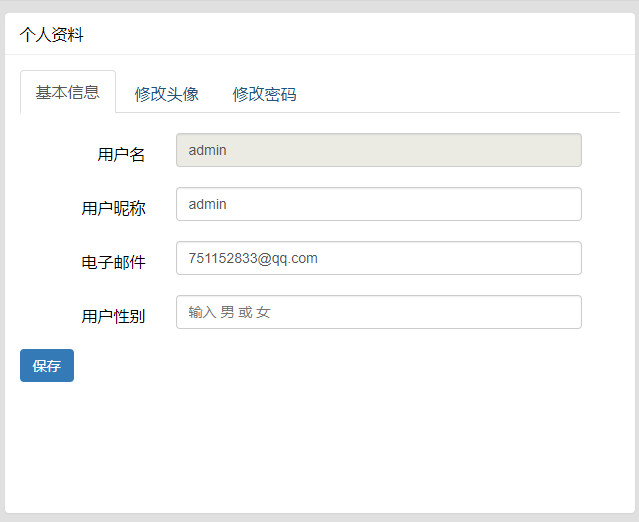 个人资料
基本信息 修改头像 修改密码
用户名 admin
用户昵称 admin
电子邮件 751152833@qq.com
用户性别 输入 男 或 女
保存